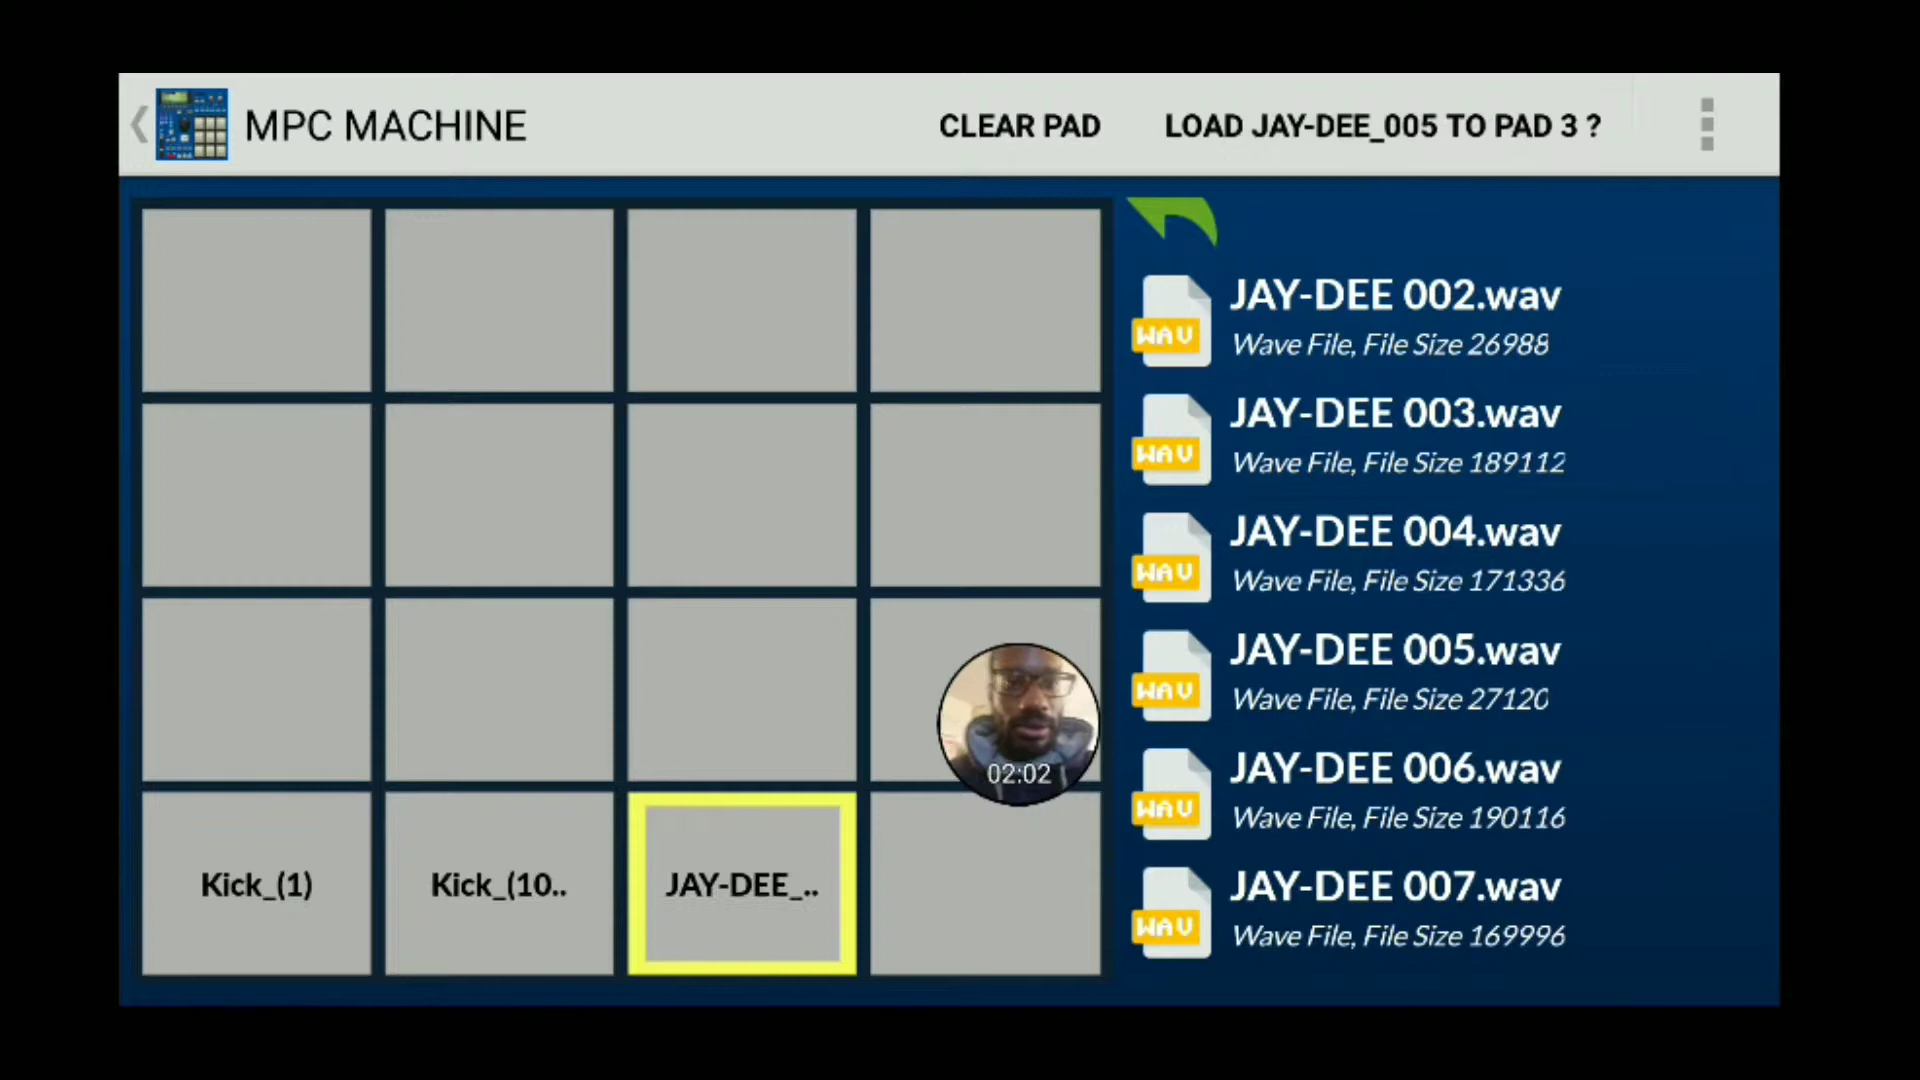 MPC MACHINE
CLEAR PAD
LOAD JAY-DEE_005 TO PAD 3 ?
JAY-DEE 002.wav
WAV
Wave File, File Size 26988
JAY-DEE 003.wav
WAV
Wave File, File Size 189112
JAY-DEE 004.wav
WAV
Wave File, File Size 171336
JAY-DEE 005.wav
WAV
Wave File, File Size 27120
JAY-DEE 006.wav
WAV
Wave File, File Size 190116
JAY-DEE 007.wav
WAV
Wave File, File Size 169996
02:02
Kick_(1)
Kick_(10..
JAY-DEE_..